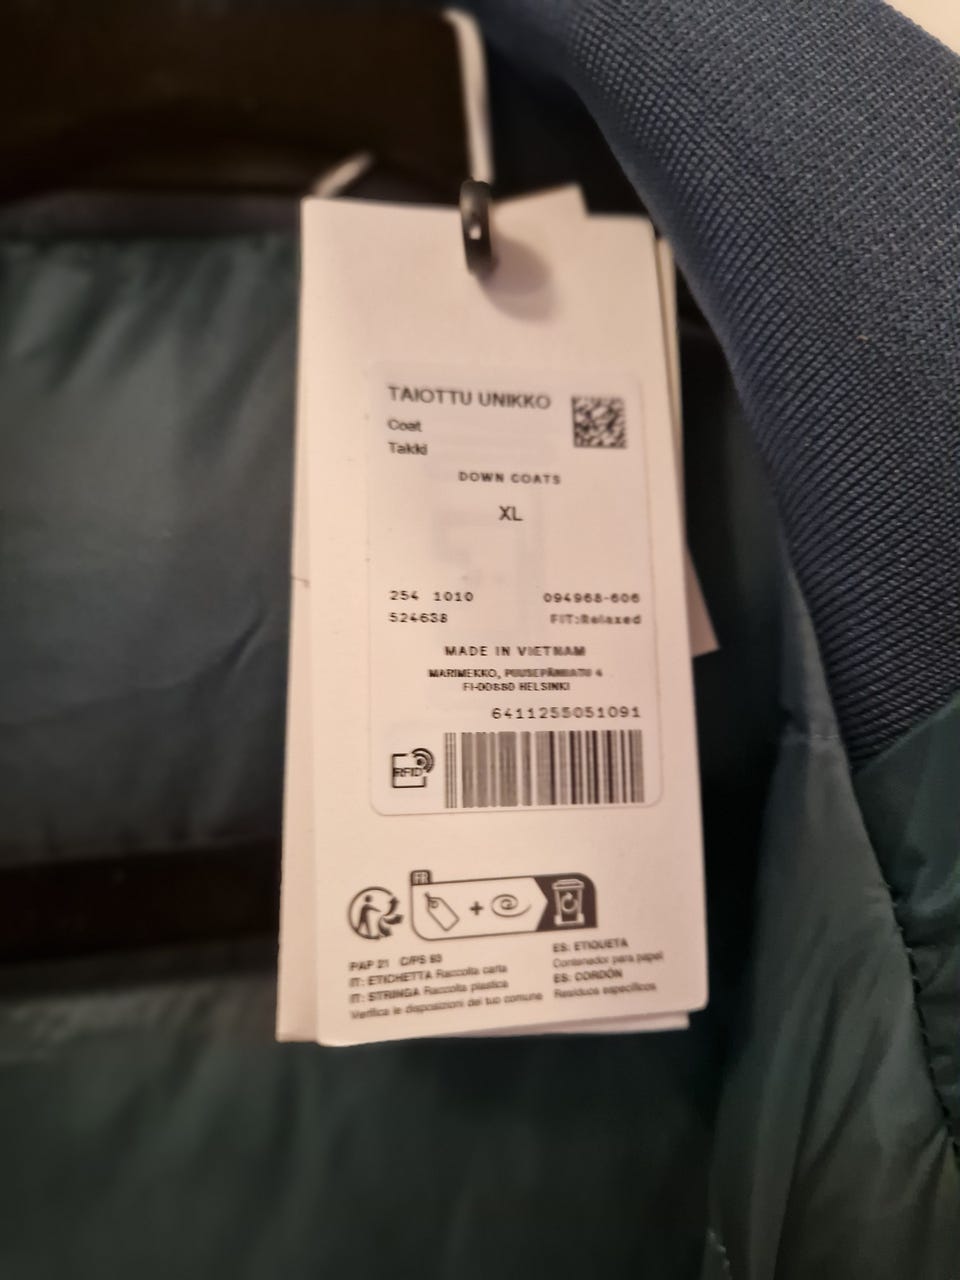 TAIOTTU UNIKKO
Coat
Takki
DOWN COATS
XL
254 1010 094968-606
524638 FIT:Relaxed
MADE IN VIETNAM
MARIMEKKO, PUUSEPÄNKATU 4
FI-00880 HELSINKI
6411255051091
RFID
FR
PAP 21 C/PS 93
IT: ETICHETTA Raccolta carta
IT: STRINGA Raccolta plastica
Verifica le disposizioni del tuo comune
ES: ETIQUETA
Contenedor para papel
ES: CORDÓN
Residuos específicos